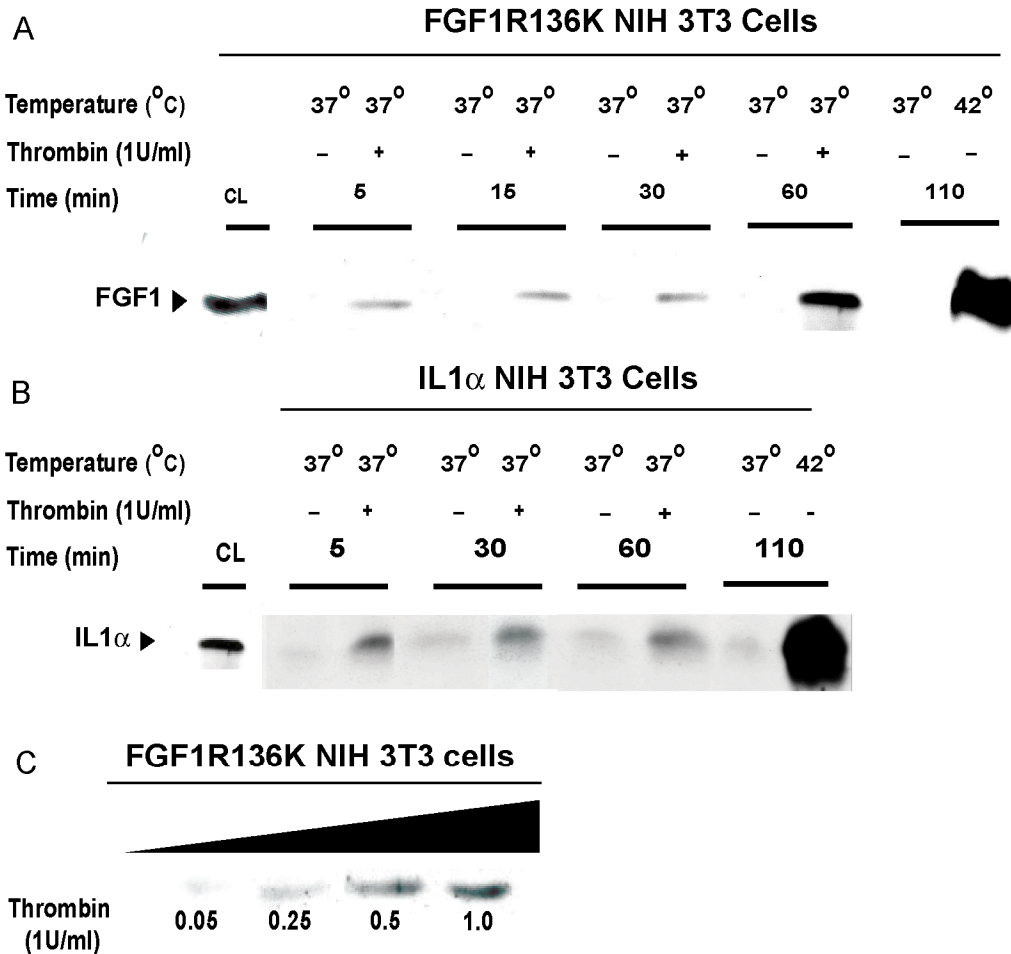 A
FGF1R136K NIH 3T3 Cells
Temperature (°C) 37° 37° 37° 37° 37° 37° 37° 37° 37° 42°
Thrombin (1U/ml) – + – + – + – + – –
Time (min) CL 5 15 30 60 110
FGF1
B
IL1α NIH 3T3 Cells
Temperature (°C) 37° 37° 37° 37° 37° 37° 37° 42°
Thrombin (1U/ml) – + – + – + – -
Time (min) CL 5 30 60 110
IL1α
C
FGF1R136K NIH 3T3 cells
Thrombin
(1U/ml)
0.05 0.25 0.5 1.0